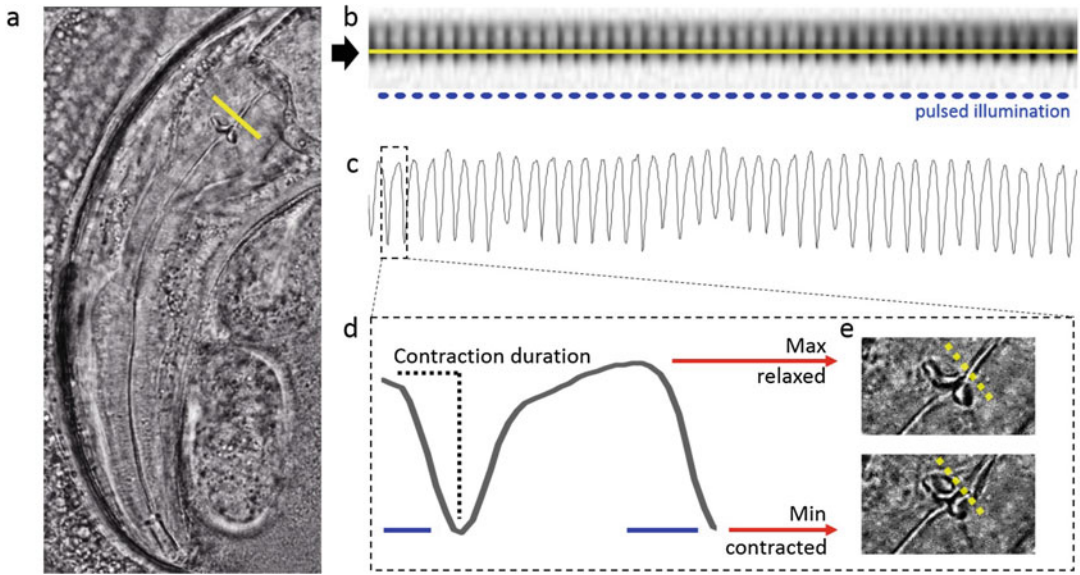 a
b
pulsed illumination
c
d
Contraction duration
Max
relaxed
Min
contracted
e